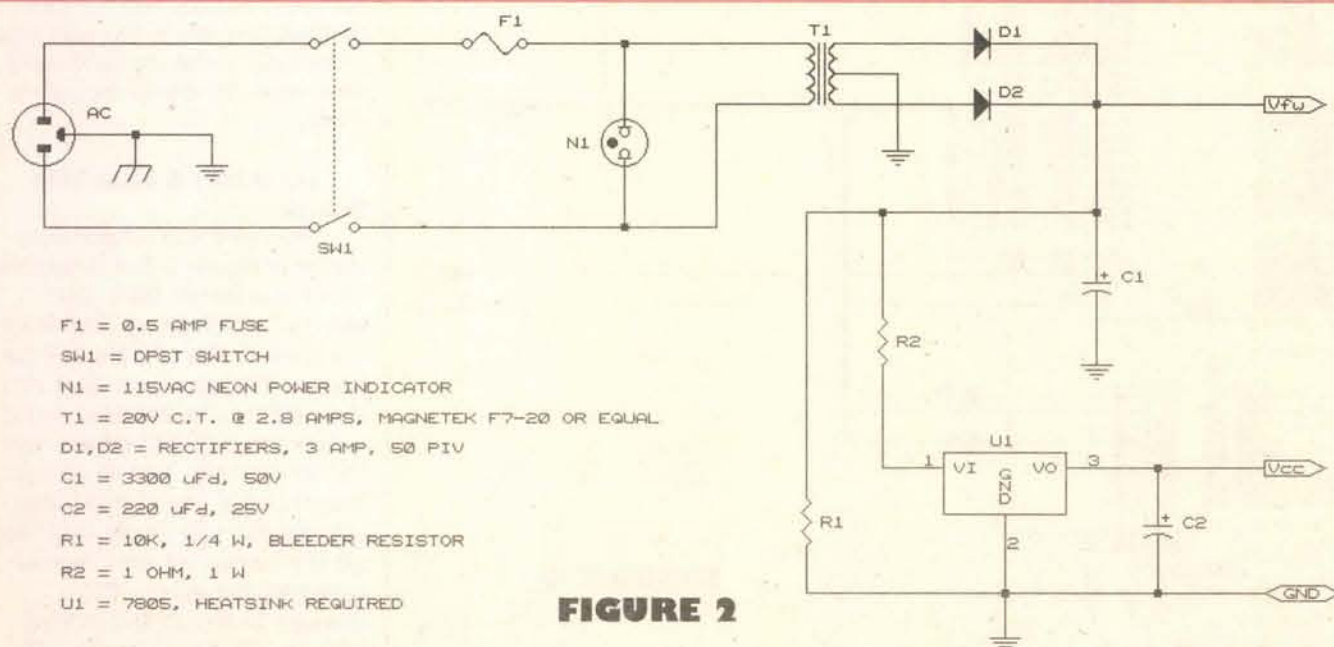 F1
T1
D1
AC
D2
Vfw
N1
SW1
C1
F1 = 0.5 AMP FUSE
SW1 = DPST SWITCH
R2
N1 = 115VAC NEON POWER INDICATOR
T1 = 20V C.T. @ 2.8 AMPS, MAGNETEK F7-20 OR EQUAL
D1,D2 = RECTIFIERS, 3 AMP, 50 PIV
U1
C1 = 3300 uFd, 50V
1 VI GND VO 3
Vcc
C2 = 220 uFd, 25V
R1
C2
R1 = 10K, 1/4 W, BLEEDER RESISTOR
2
R2 = 1 OHM, 1 W
U1 = 7805, HEATSINK REQUIRED
GND
FIGURE 2
+
+